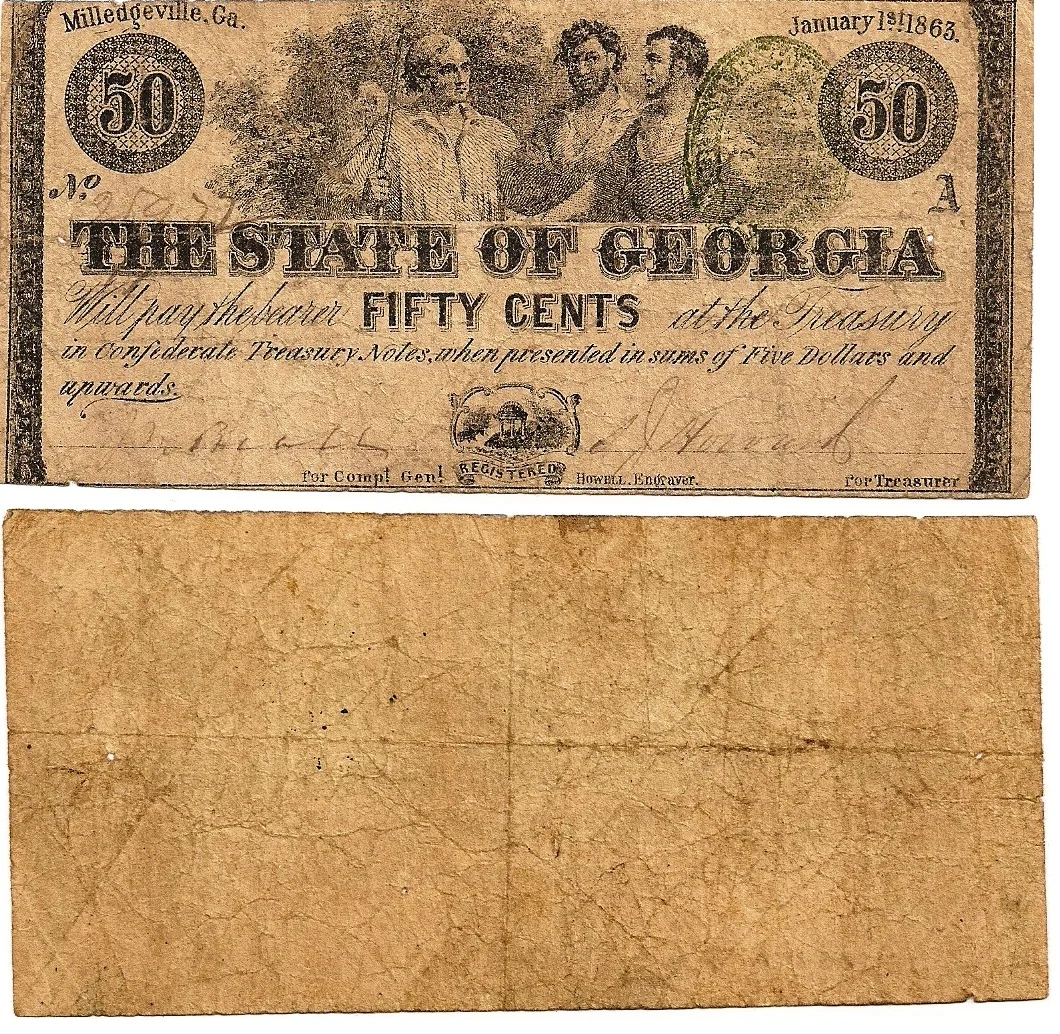 Milledgeville, Ga.
January 1st 1863.
50
50
No
A
THE STATE OF GEORGIA
Will pay the bearer FIFTY CENTS at the Treasury
in Confederate Treasury Notes, when presented in sums of Five Dollars and
upwards.
REGISTERED
for Compt Genl
HOWELL. Engraver.
for Treasurer